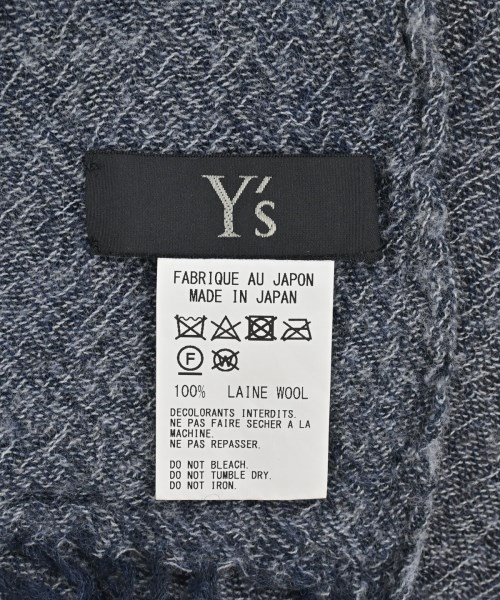 Y's
FABRIQUE AU JAPON
MADE IN JAPAN
F W
100% LAINE WOOL
DECOLORANTS INTERDITS.
NE PAS FAIRE SECHER A LA
MACHINE.
NE PAS REPASSER.
DO NOT BLEACH.
DO NOT TUMBLE DRY.
DO NOT IRON.